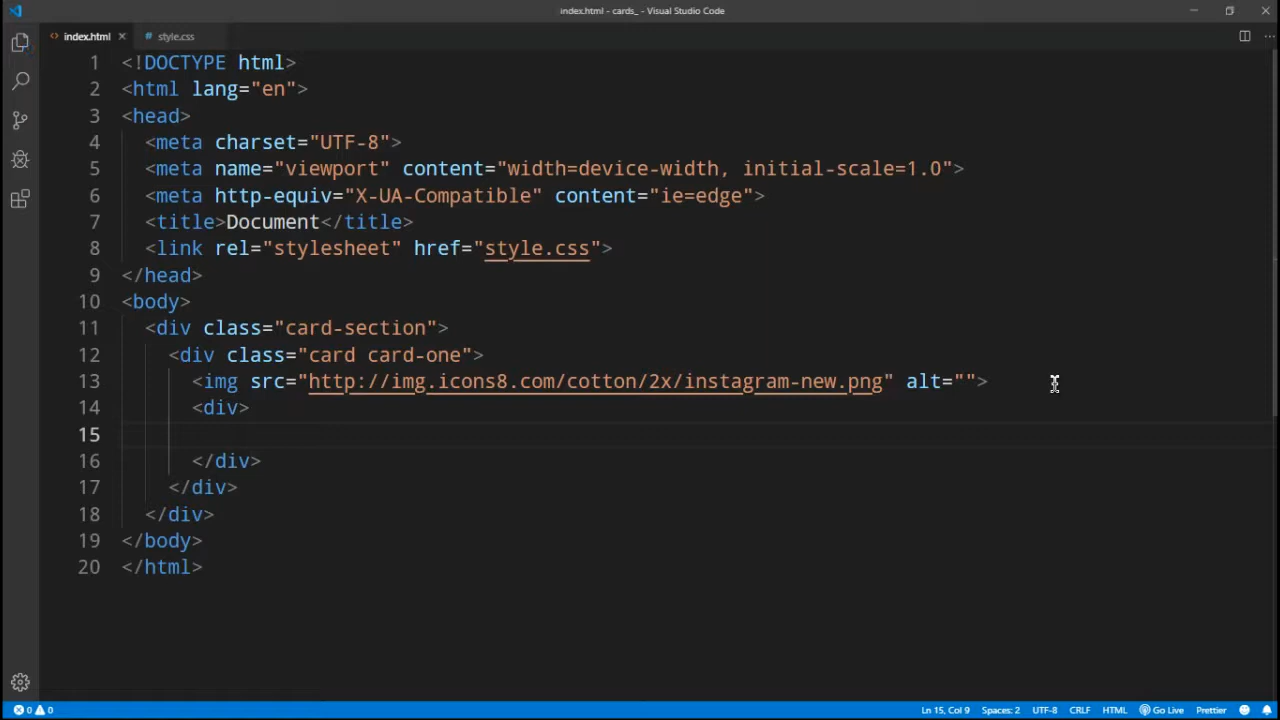 index.html - cards_ - Visual Studio Code
index.html style.css
1 <!DOCTYPE html>
2 <html lang="en">
3 <head>
4 <meta charset="UTF-8">
5 <meta name="viewport" content="width=device-width, initial-scale=1.0">
6 <meta http-equiv="X-UA-Compatible" content="ie=edge">
7 <title>Document</title>
8 <link rel="stylesheet" href="style.css">
9 </head>
10 <body>
11 <div class="card-section">
12 <div class="card card-one">
13 <img src="http://img.icons8.com/cotton/2x/instagram-new.png" alt="">
14 <div>
15
16 </div>
17 </div>
18 </div>
19 </body>
20 </html>
0 0 Ln 15, Col 9 Spaces: 2 UTF-8 CRLF HTML Go Live Prettier